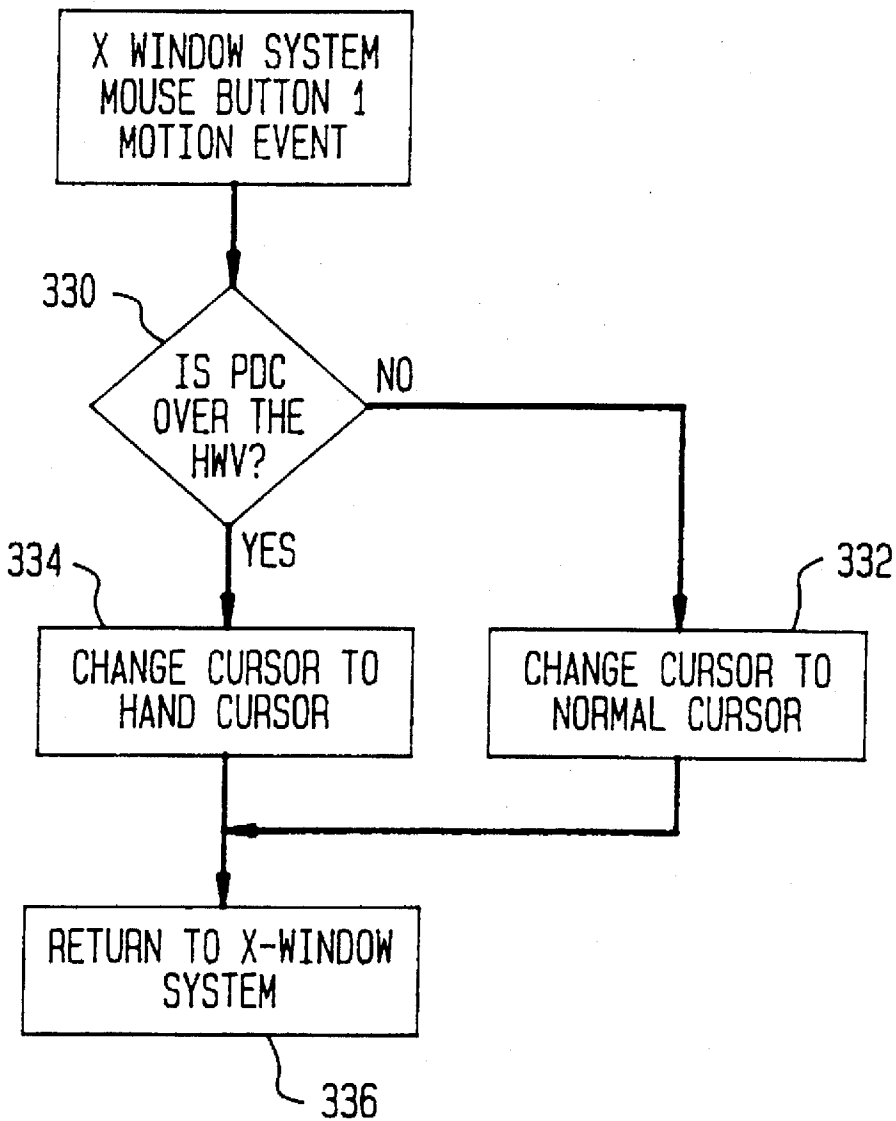 X WINDOW SYSTEM
MOUSE BUTTON 1
MOTION EVENT
330
IS PDC
OVER THE
HWV?
NO
YES
334
332
CHANGE CURSOR TO
HAND CURSOR
CHANGE CURSOR TO
NORMAL CURSOR
RETURN TO X-WINDOW
SYSTEM
336